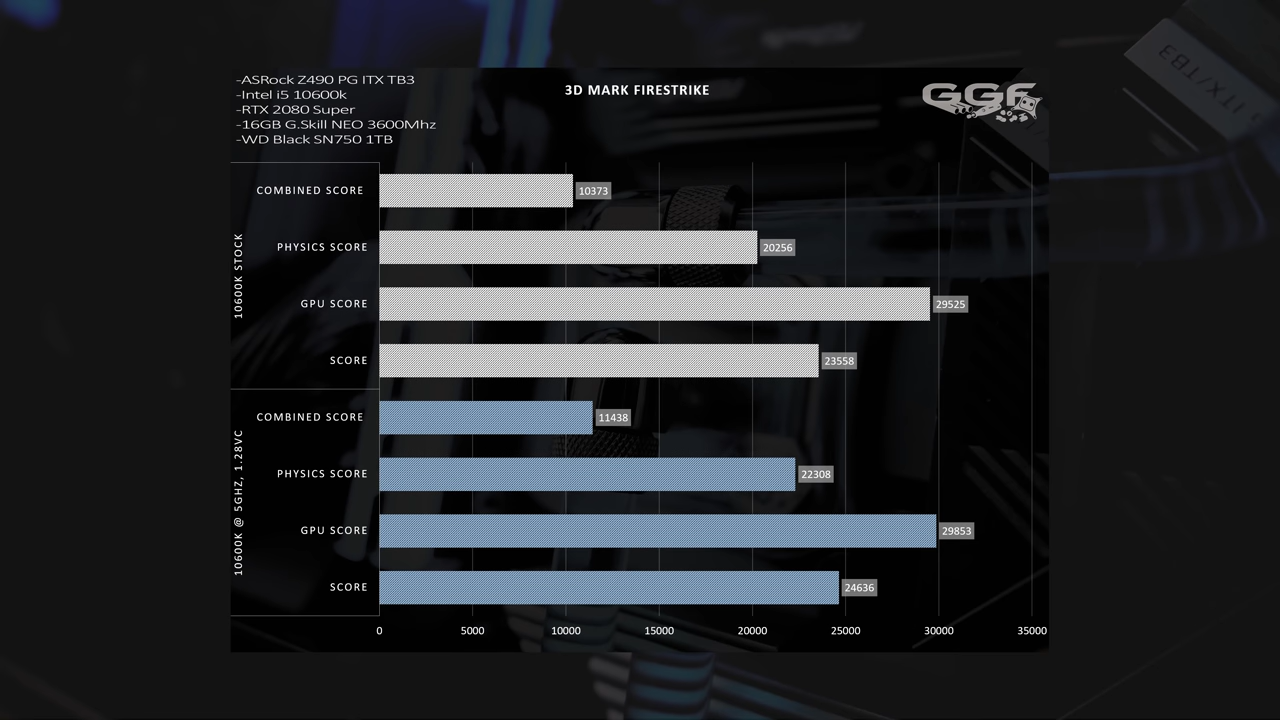 -ASRock Z490 PG ITX TB3
-Intel i5 10600k
-RTX 2080 Super
-16GB G.Skill NEO 3600Mhz
-WD Black SN750 1TB
3D MARK FIRESTRIKE
GGF
ITX/TB3
10600K STOCK
COMBINED SCORE 10373
PHYSICS SCORE 20256
GPU SCORE 29525
SCORE 23558
10600K @ 5GHZ, 1.28VC
COMBINED SCORE 11438
PHYSICS SCORE 22308
GPU SCORE 29853
SCORE 24636
0 5000 10000 15000 20000 25000 30000 35000